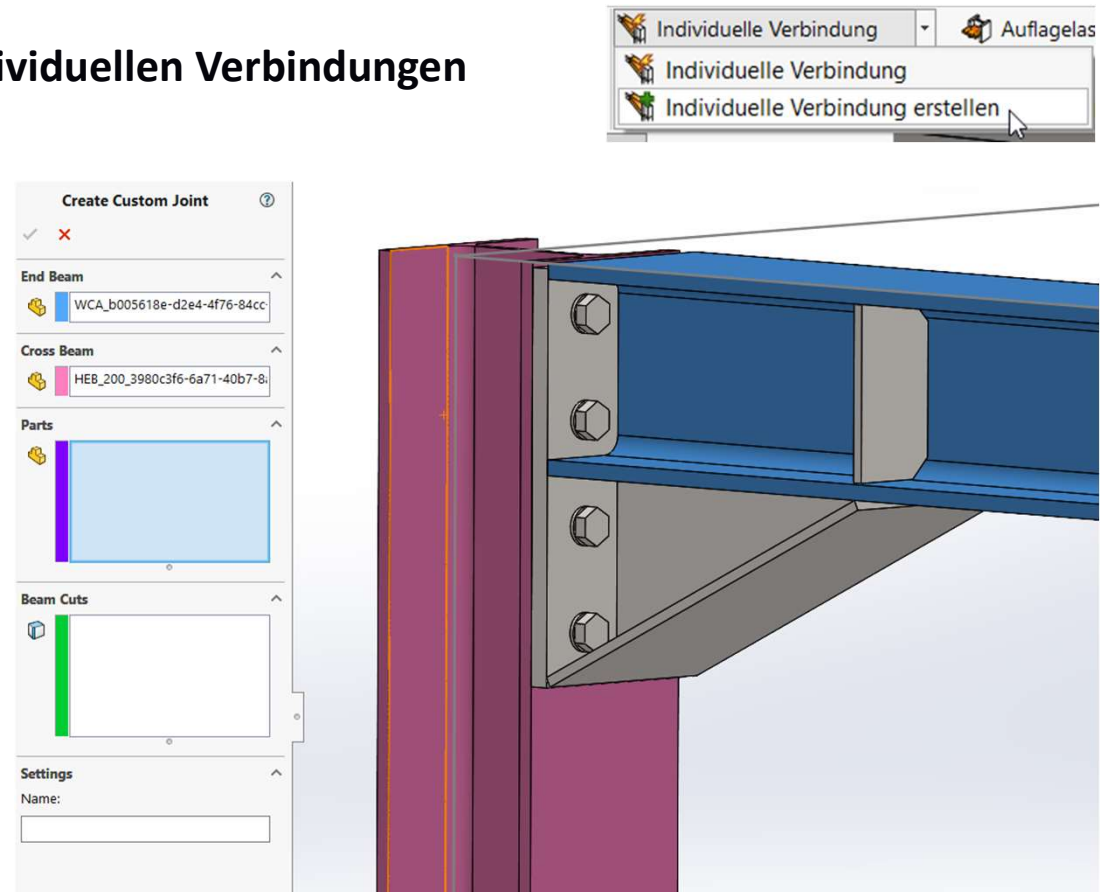 ividuellen Verbindungen
Individuelle Verbindung
Auflagelas
Individuelle Verbindung
Individuelle Verbindung erstellen
Create Custom Joint
End Beam
WCA_b005618e-d2e4-4f76-84cc-
Cross Beam
HEB_200_3980c3f6-6a71-40b7-8
Parts
Beam Cuts
Settings
Name: